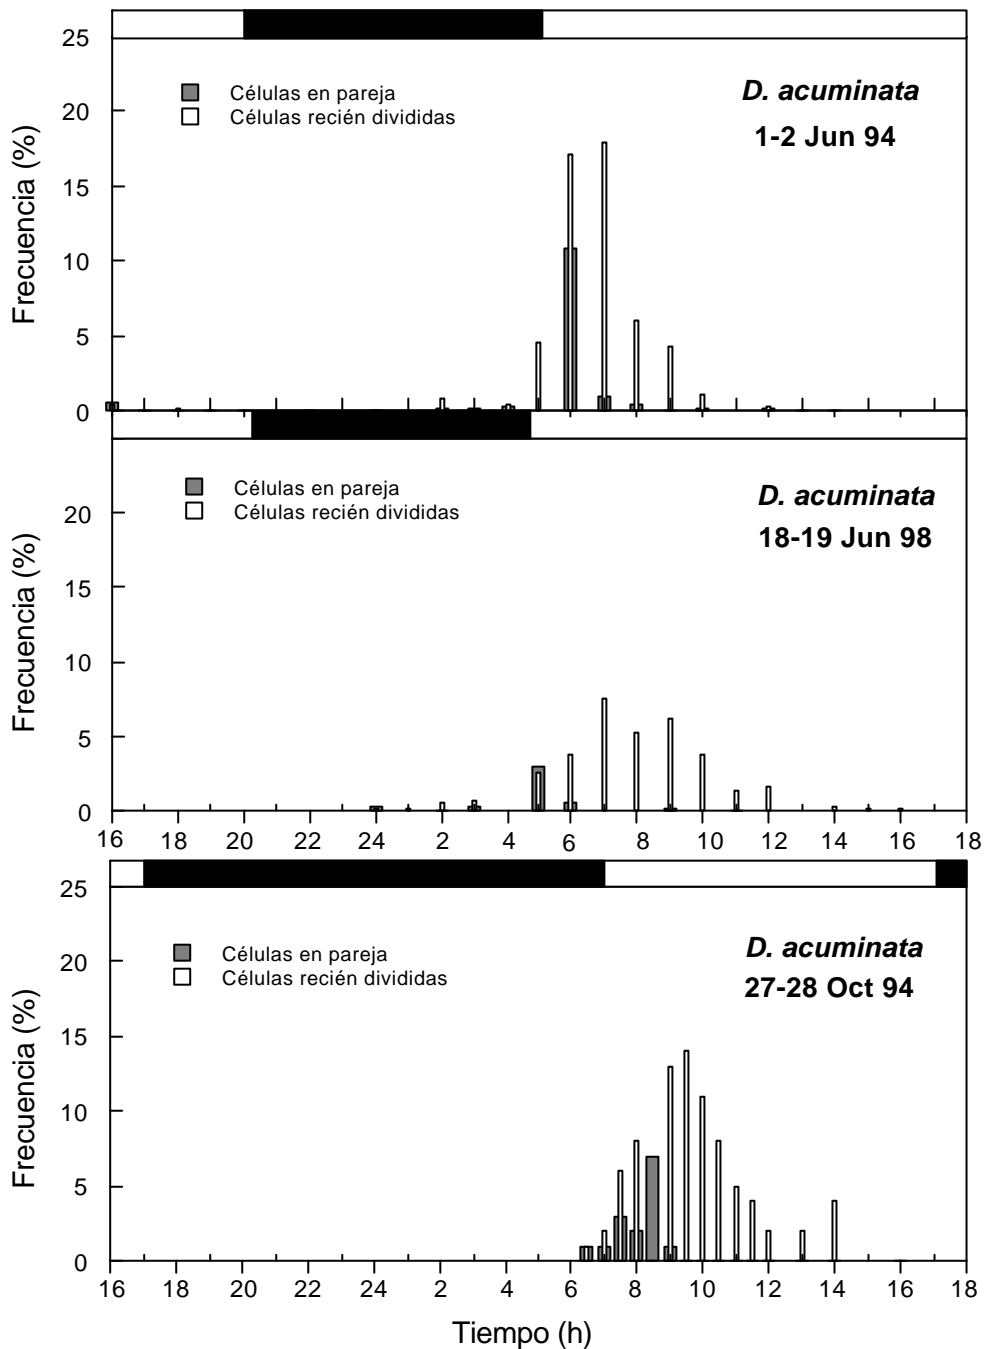 25
20
15
10
5
0
Frecuencia (%)
Células en pareja
Células recién divididas
D. acuminata
1-2 Jun 94
20
15
10
5
0
Frecuencia (%)
Células en pareja
Células recién divididas
D. acuminata
18-19 Jun 98
16 18 20 22 24 2 4 6 8 10 12 14 16 18
25
20
15
10
5
0
Frecuencia (%)
Células en pareja
Células recién divididas
D. acuminata
27-28 Oct 94
16 18 20 22 24 2 4 6 8 10 12 14 16 18
Tiempo (h)